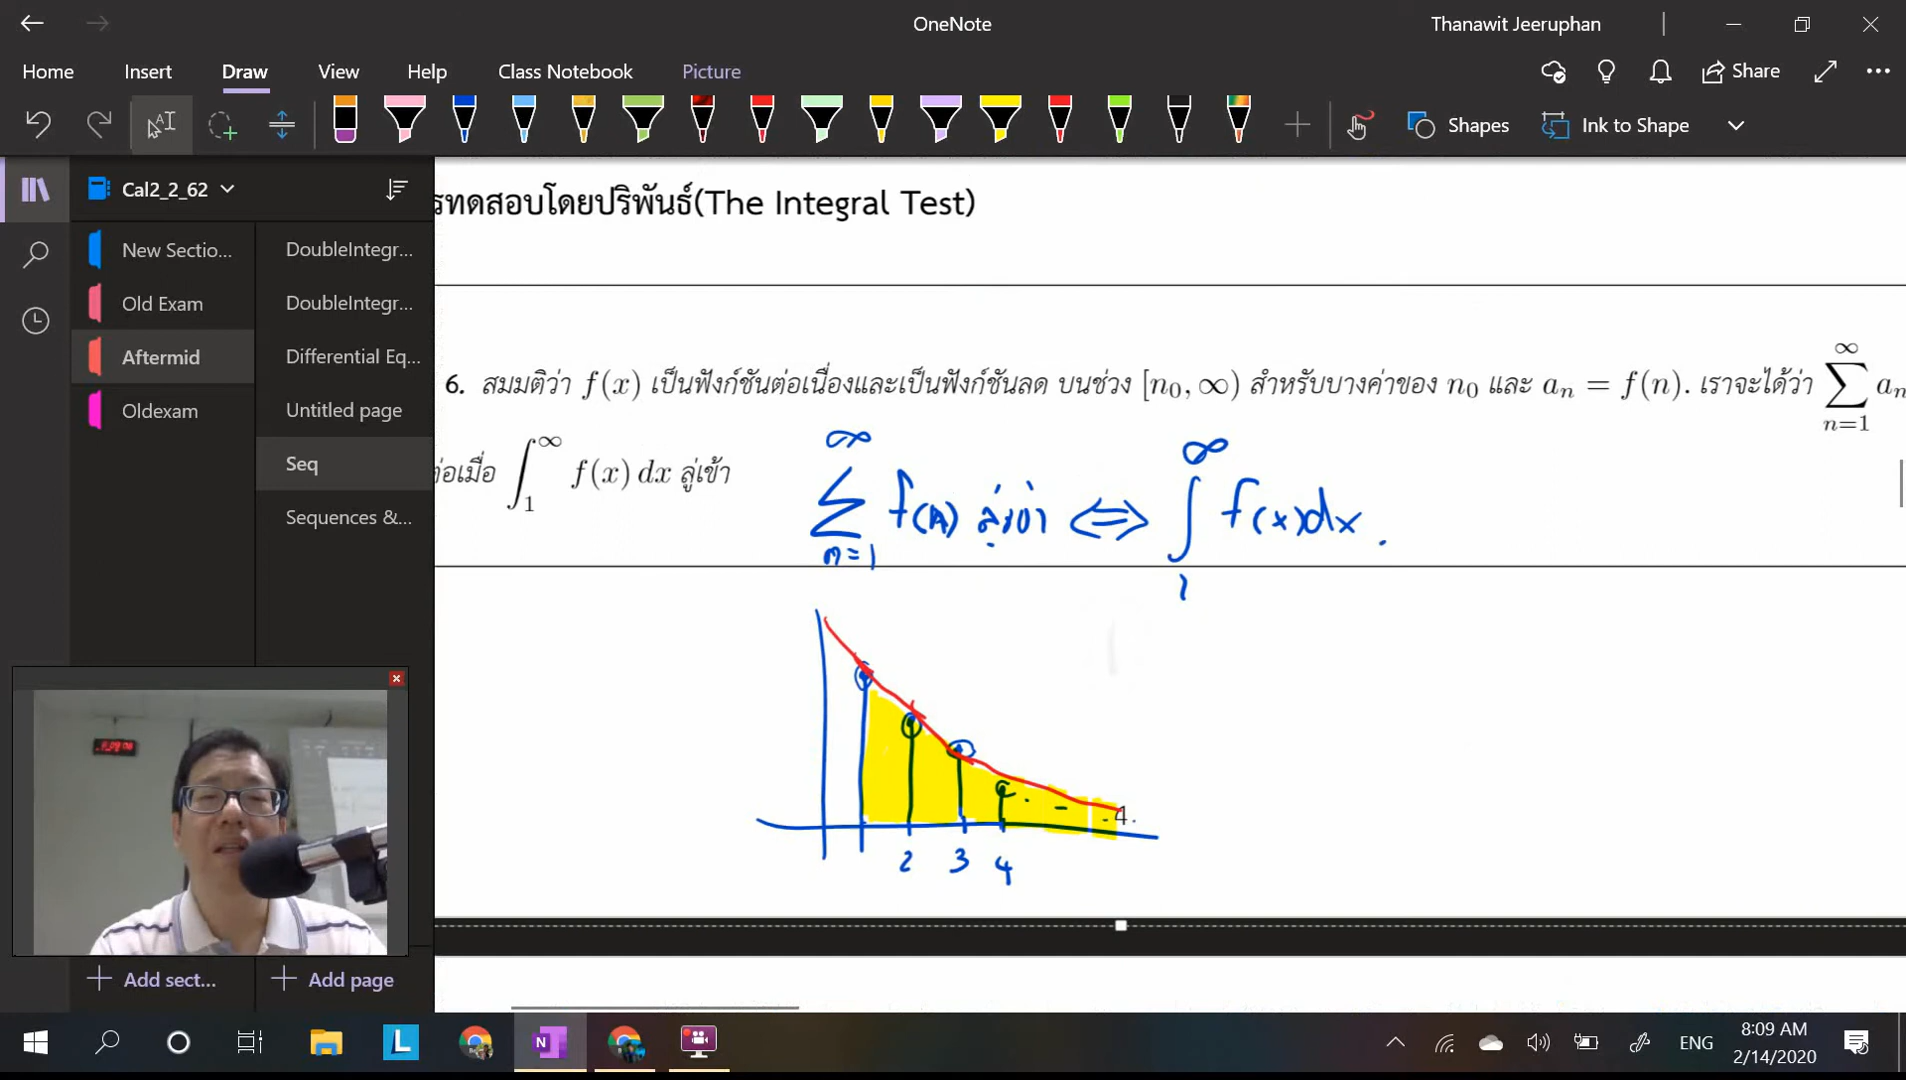 OneNote
Thanawit Jeeruphan
Home Insert Draw View Help Class Notebook Picture
Share
Shapes Ink to Shape
Cal2_2_62
New Sectio...
Old Exam
Aftermid
Oldexam
DoubleIntegr...
DoubleIntegr...
Differential Eq...
Untitled page
Seq
Sequences &...
รทดสอบโดยปริพันธ์(The Integral Test)
6. สมมติว่า f(x) เป็นฟังก์ชันต่อเนื่องและเป็นฟังก์ชันลด บนช่วง [n₀, ∞) สำหรับบางค่าของ n₀ และ aₙ = f(n). เราจะได้ว่า ∑_{n=1}^{∞} aₙ
ต่อเมื่อ ∫₁^∞ f(x) dx ลู่เข้า
∑_{n=1}^{∞} f(n) ลู่เข้า ⟺ ∫₁^∞ f(x)dx .
4.
2 3 4
Add sect...
Add page
ENG
8:09 AM
2/14/2020